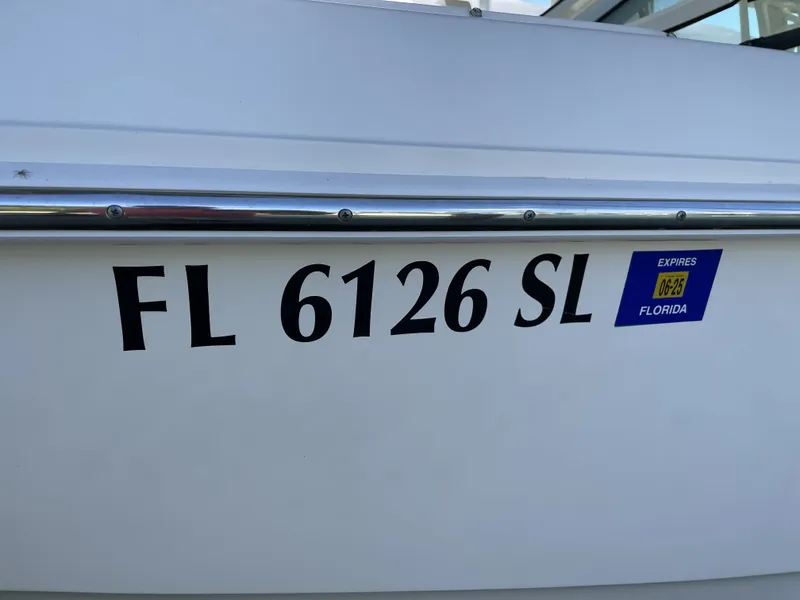 FL 6126 SL
EXPIRES
06-25
FLORIDA